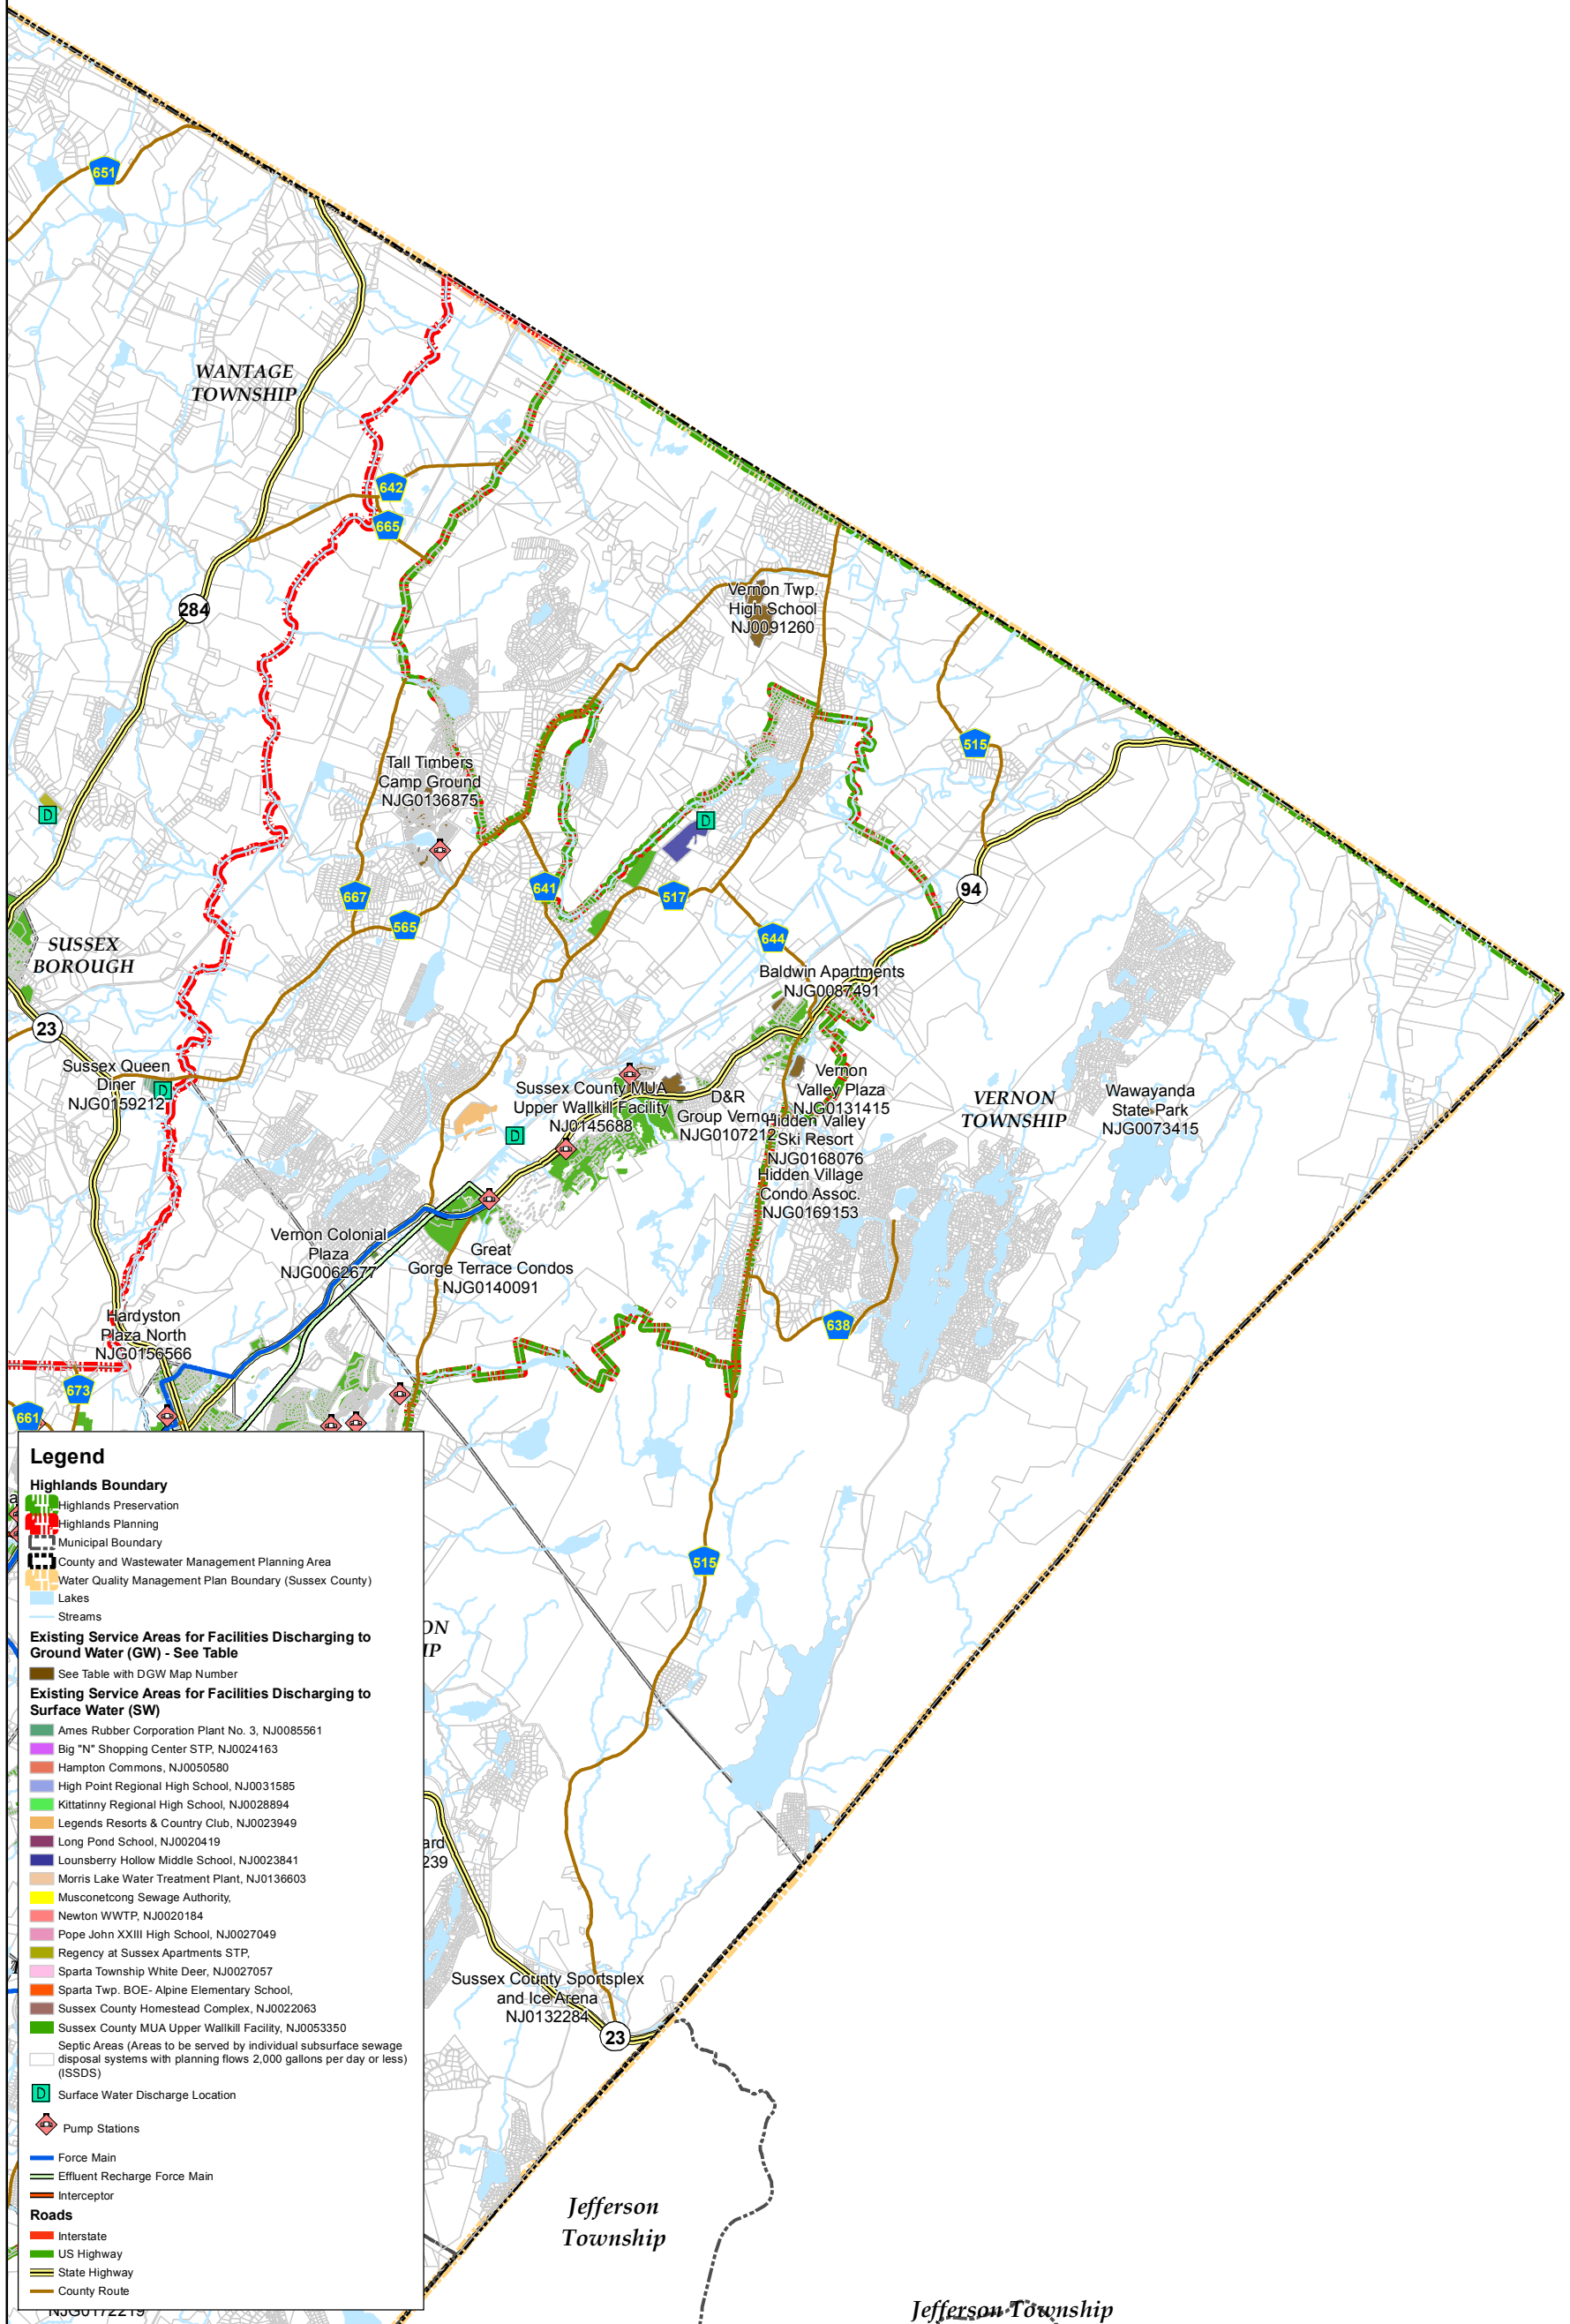 651
WANTAGE
TOWNSHIP
642
665
284
Vernon Twp.
High School
NJ0091260
515
Tall Timbers
Camp Ground
NJG0136875
D
D
667
565
641
517
644
94
SUSSEX
BOROUGH
Baldwin Apartments
NJG0087491
23
Sussex Queen
Diner
NJG0159212
D
Sussex County MUA
Upper Wallkill Facility
NJ0145688
D
D&R
Group Vernon
NJG0107212
Vernon
Valley Plaza
NJG0131415
Hidden Valley
Ski Resort
NJG0168076
Hidden Village
Condo Assoc.
NJG0169153
VERNON
TOWNSHIP
Wawayanda
State Park
NJG0073415
Vernon Colonial
Plaza
NJG0062677
Great
Gorge Terrace Condos
NJG0140091
Hardyston
Plaza North
NJG0156566
638
673
661
515
Legend
Highlands Boundary
Highlands Preservation
Highlands Planning
Municipal Boundary
County and Wastewater Management Planning Area
Water Quality Management Plan Boundary (Sussex County)
Lakes
Streams
Existing Service Areas for Facilities Discharging to
Ground Water (GW) - See Table
See Table with DGW Map Number
Existing Service Areas for Facilities Discharging to
Surface Water (SW)
Ames Rubber Corporation Plant No. 3, NJ0085561
Big "N" Shopping Center STP, NJ0024163
Hampton Commons, NJ0050580
High Point Regional High School, NJ0031585
Kittatinny Regional High School, NJ0028894
Legends Resorts & Country Club, NJ0023949
Long Pond School, NJ0020419
Lounsberry Hollow Middle School, NJ0023841
Morris Lake Water Treatment Plant, NJ0136603
Musconetcong Sewage Authority,
Newton WWTP, NJ0020184
Pope John XXIII High School, NJ0027049
Regency at Sussex Apartments STP,
Sparta Township White Deer, NJ0027057
Sparta Twp. BOE- Alpine Elementary School,
Sussex County Homestead Complex, NJ0022063
Sussex County MUA Upper Wallkill Facility, NJ0053350
Septic Areas (Areas to be served by individual subsurface sewage
disposal systems with planning flows 2,000 gallons per day or less)
(ISSDS)
D Surface Water Discharge Location
Pump Stations
Force Main
Effluent Recharge Force Main
Interceptor
Roads
Interstate
US Highway
State Highway
County Route
ON
IP
ard
239
Sussex County Sportsplex
and Ice Arena
NJ0132284
23
Jefferson
Township
Jefferson Township
NJG0172219